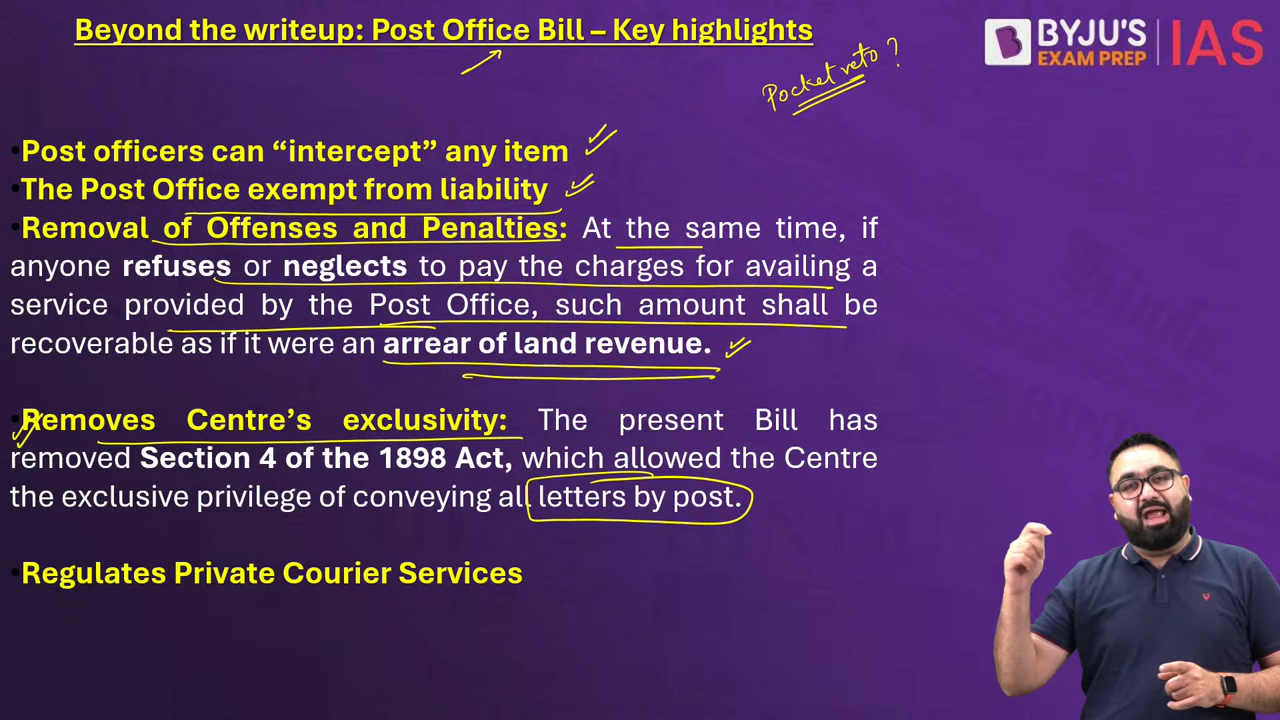 Beyond the writeup: Post Office Bill – Key highlights
BYJU'S
EXAM PREP
IAS
Pocket veto ?
•Post officers can “intercept” any item
•The Post Office exempt from liability
•Removal of Offenses and Penalties: At the same time, if
anyone refuses or neglects to pay the charges for availing a
service provided by the Post Office, such amount shall be
recoverable as if it were an arrear of land revenue.
•Removes Centre’s exclusivity: The present Bill has
removed Section 4 of the 1898 Act, which allowed the Centre
the exclusive privilege of conveying all letters by post.
•Regulates Private Courier Services